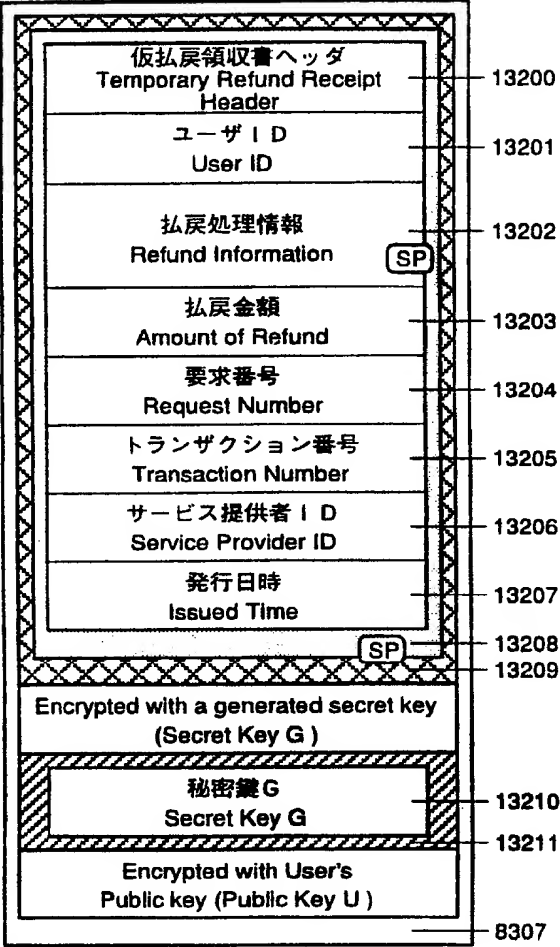 仮払戻領収書ヘッダ
Temporary Refund Receipt
Header
13200
ユーザID
User ID
13201
払戻処理情報
Refund Information
13202
SP
払戻金額
Amount of Refund
13203
要求番号
Request Number
13204
トランザクション番号
Transaction Number
13205
サービス提供者ID
Service Provider ID
13206
発行日時
Issued Time
13207
SP
13208
13209
Encrypted with a generated secret key
(Secret Key G )
秘密鍵G
Secret Key G
13210
13211
Encrypted with User's
Public key (Public Key U )
8307